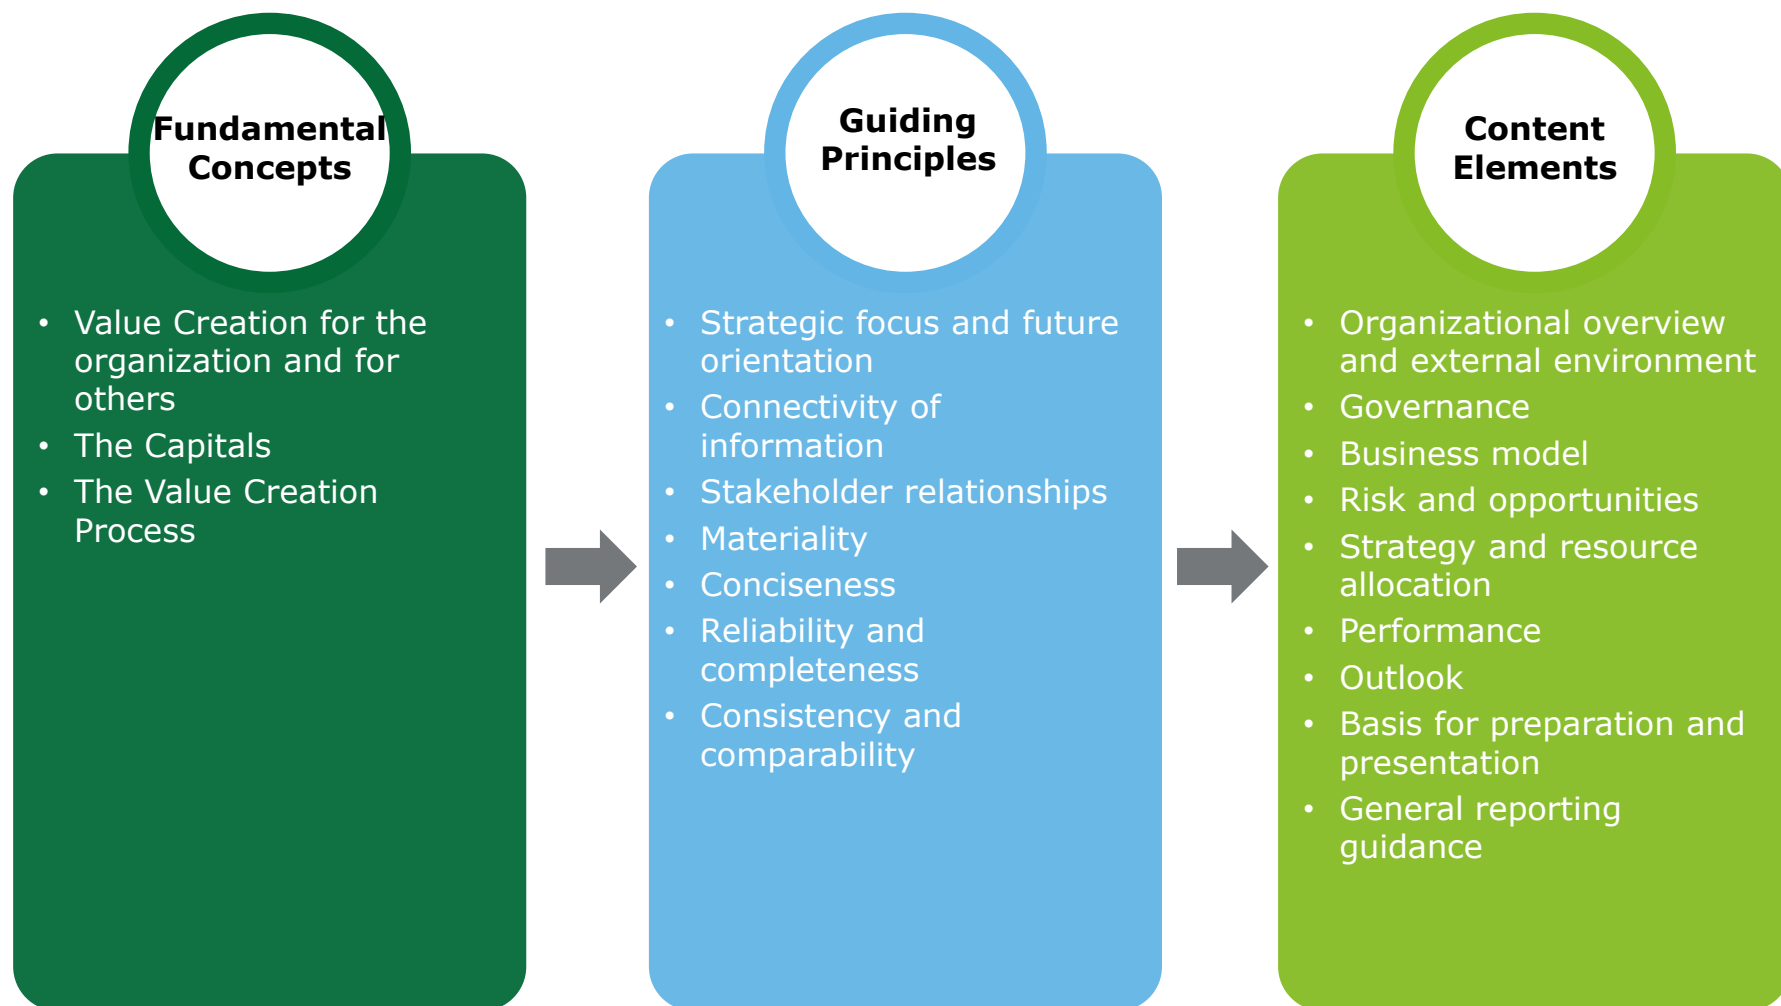 Fundamental
Concepts
• Value Creation for the
organization and for
others
• The Capitals
• The Value Creation
Process
Guiding
Principles
• Strategic focus and future
orientation
• Connectivity of
information
• Stakeholder relationships
• Materiality
• Conciseness
• Reliability and
completeness
• Consistency and
comparability
Content
Elements
• Organizational overview
and external environment
• Governance
• Business model
• Risk and opportunities
• Strategy and resource
allocation
• Performance
• Outlook
• Basis for preparation and
presentation
• General reporting
guidance